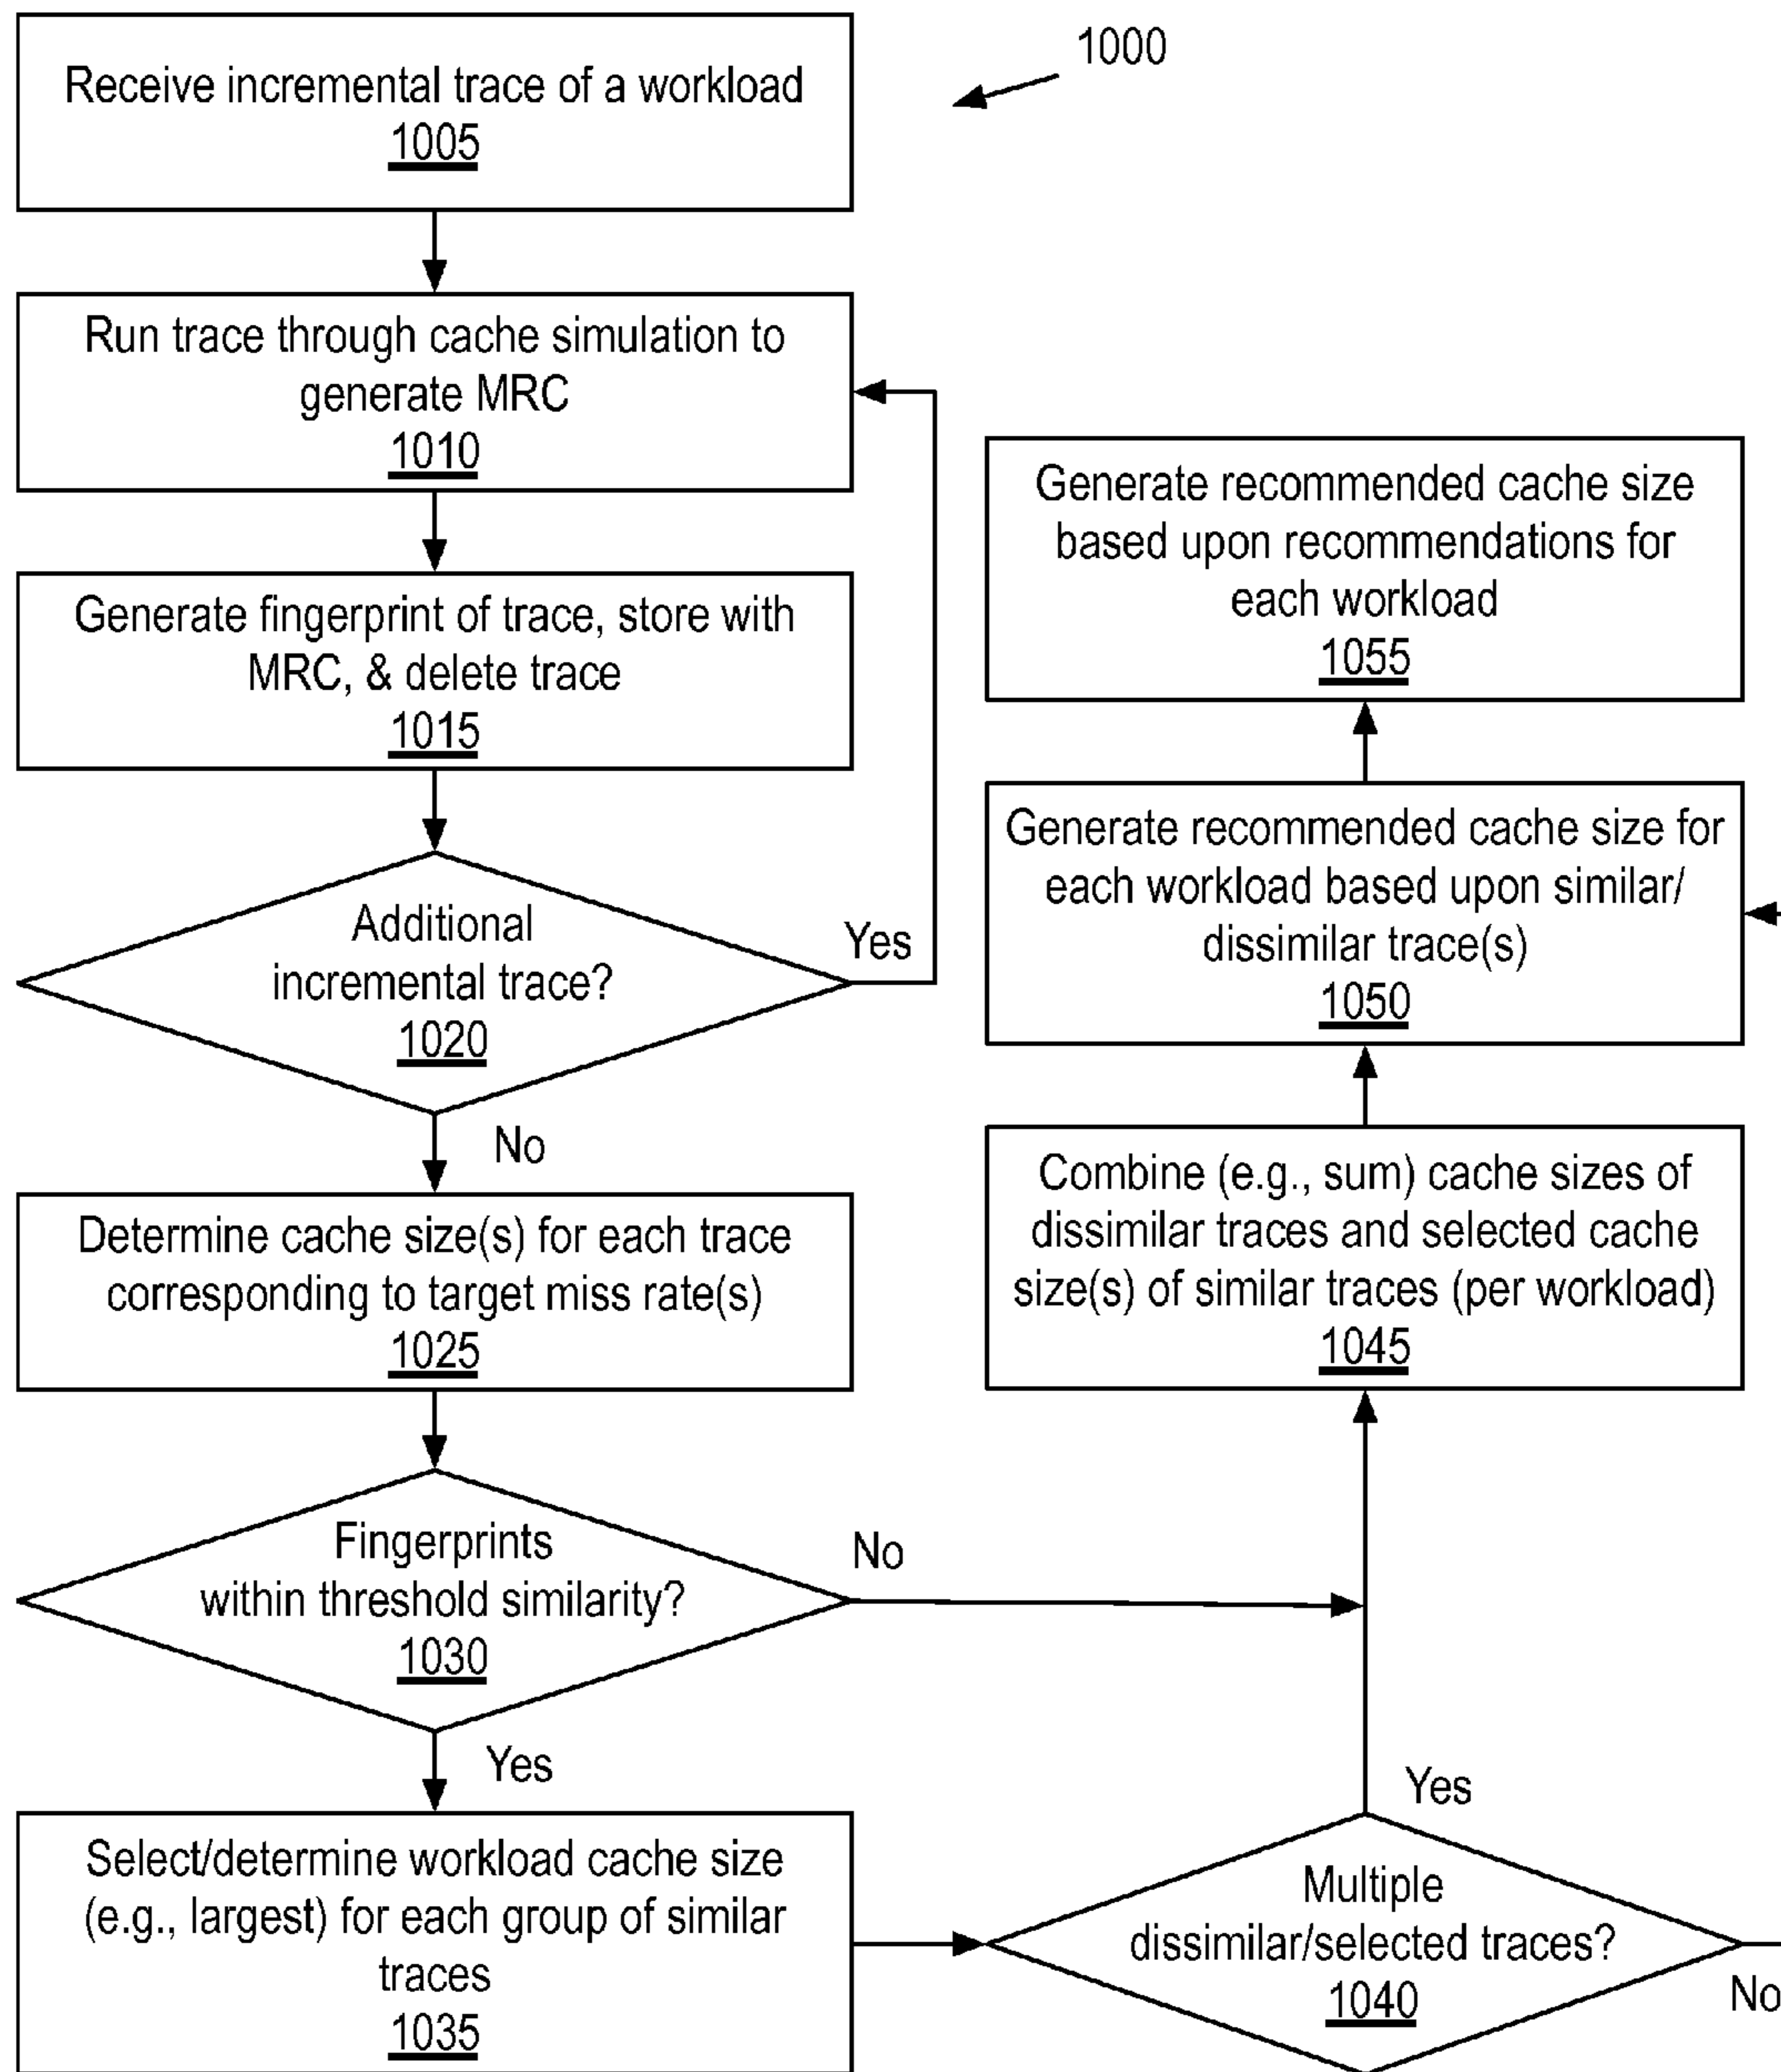 1000
Receive incremental trace of a workload
1005
Run trace through cache simulation to
generate MRC
1010
Generate fingerprint of trace, store with
MRC, & delete trace
1015
Additional
incremental trace?
1020
Yes
No
Determine cache size(s) for each trace
corresponding to target miss rate(s)
1025
Fingerprints
within threshold similarity?
1030
No
Yes
Select/determine workload cache size
(e.g., largest) for each group of similar
traces
1035
Multiple
dissimilar/selected traces?
1040
Yes
No
Combine (e.g., sum) cache sizes of
dissimilar traces and selected cache
size(s) of similar traces (per workload)
1045
Generate recommended cache size for
each workload based upon similar/
dissimilar trace(s)
1050
Generate recommended cache size
based upon recommendations for
each workload
1055